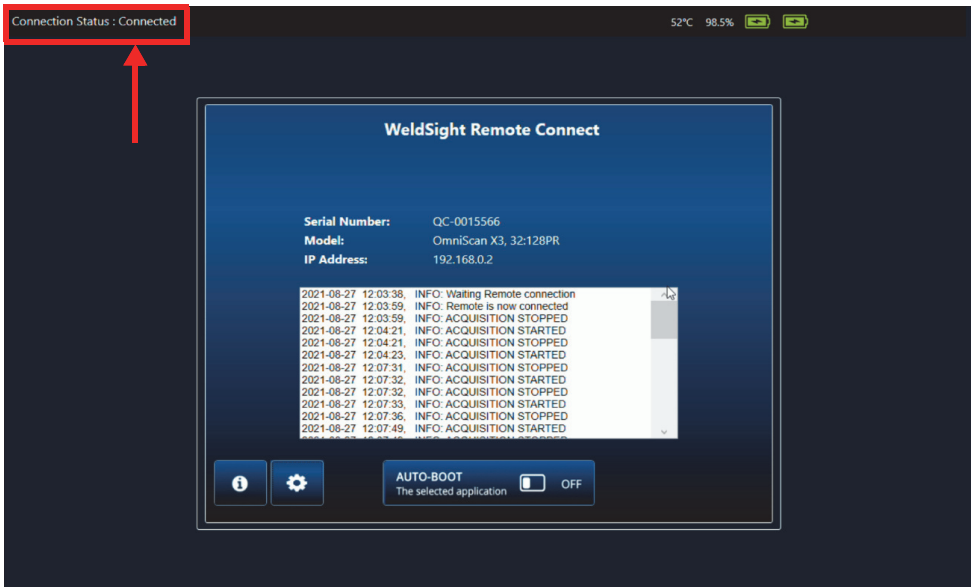 Connection Status : Connected
52°C 98.5%
WeldSight Remote Connect
Serial Number: QC-0015566
Model: OmniScan X3, 32:128PR
IP Address: 192.168.0.2
2021-08-27 12:03:38, INFO: Waiting Remote connection
2021-08-27 12:03:59, INFO: Remote is now connected
2021-08-27 12:03:59, INFO: ACQUISITION STOPPED
2021-08-27 12:04:21, INFO: ACQUISITION STARTED
2021-08-27 12:04:21, INFO: ACQUISITION STOPPED
2021-08-27 12:04:23, INFO: ACQUISITION STARTED
2021-08-27 12:07:31, INFO: ACQUISITION STOPPED
2021-08-27 12:07:32, INFO: ACQUISITION STARTED
2021-08-27 12:07:32, INFO: ACQUISITION STOPPED
2021-08-27 12:07:33, INFO: ACQUISITION STARTED
2021-08-27 12:07:36, INFO: ACQUISITION STOPPED
2021-08-27 12:07:49, INFO: ACQUISITION STARTED
AUTO-BOOT
The selected application
OFF